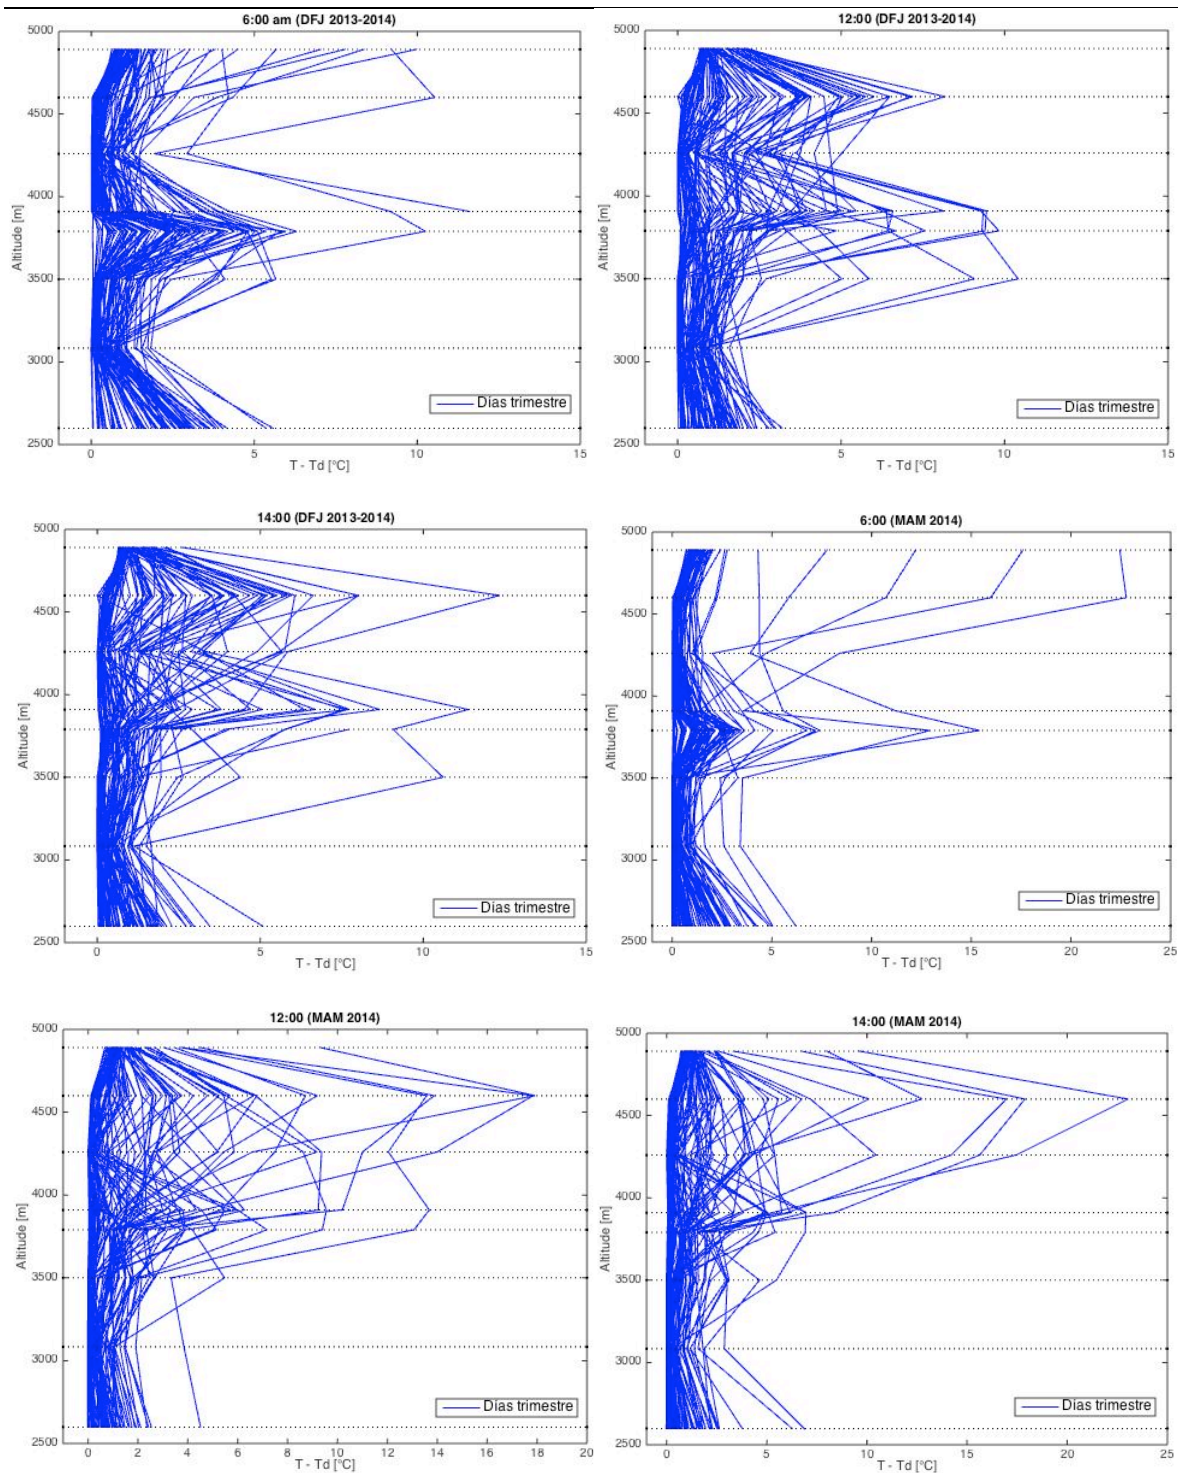 6:00 am (DFJ 2013-2014)
5000
4500
4000
3500
3000
2500
Altitude [m]
0 5 10 15
T - Td [°C]
Días trimestre
12:00 (DFJ 2013-2014)
5000
4500
4000
3500
3000
2500
Altitude [m]
0 5 10 15
T - Td [°C]
Días trimestre
14:00 (DFJ 2013-2014)
5000
4500
4000
3500
3000
2500
Altitude [m]
0 5 10 15
T - Td [°C]
Días trimestre
6:00 (MAM 2014)
5000
4500
4000
3500
3000
2500
Altitude [m]
0 5 10 15 20 25
T - Td [°C]
Días trimestre
12:00 (MAM 2014)
5000
4500
4000
3500
3000
2500
Altitude [m]
0 2 4 6 8 10 12 14 16 18 20
T - Td [°C]
Días trimestre
14:00 (MAM 2014)
5000
4500
4000
3500
3000
2500
Altitude [m]
0 5 10 15 20 25
T - Td [°C]
Días trimestre